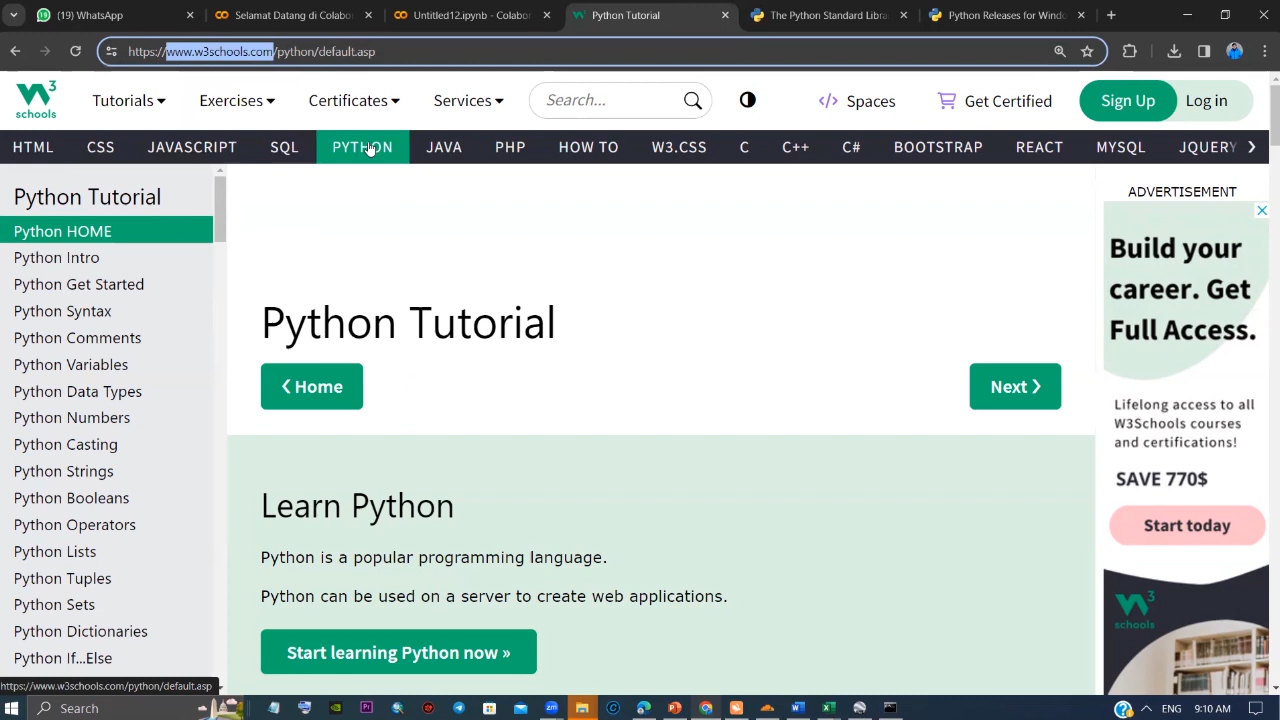 WhatsApp
Selamat Datang di Colabo
Untitled12.ipynb - Colabor
Python Tutorial
The Python Standard Libra
Python Releases for Windo
https://www.w3schools.com/python/default.asp
schools
Tutorials
Exercises
Certificates
Services
Search...
Spaces
Get Certified
Sign Up
Log in
HTML
CSS
JAVASCRIPT
SQL
PYTHON
JAVA
PHP
HOW TO
W3.CSS
C
C++
C#
BOOTSTRAP
REACT
MYSQL
JQUERY
Python Tutorial
Python HOME
Python Intro
Python Get Started
Python Syntax
Python Comments
Python Variables
Python Data Types
Python Numbers
Python Casting
Python Strings
Python Booleans
Python Operators
Python Lists
Python Tuples
Python Sets
Python Dictionaries
Python If...Else
https://www.w3schools.com/python/default.asp
Python Tutorial
❮ Home
Next ❯
Learn Python
Python is a popular programming language.
Python can be used on a server to create web applications.
Start learning Python now »
ADVERTISEMENT
Build your
career. Get
Full Access.
Lifelong access to all
W3Schools courses
and certifications!
SAVE 770$
Start today
schools
Search
ENG
9:10 AM